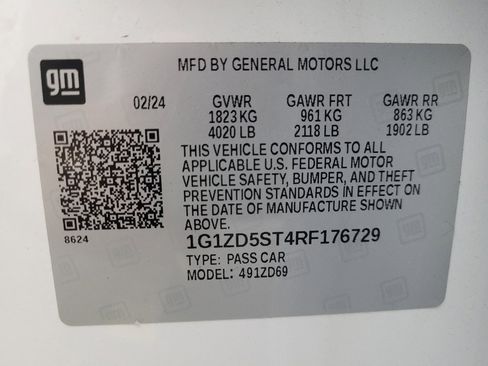 gm
MFD BY GENERAL MOTORS LLC
02/24 GVWR GAWR FRT GAWR RR
1823 KG 961 KG 863 KG
4020 LB 2118 LB 1902 LB
THIS VEHICLE CONFORMS TO ALL
APPLICABLE U.S. FEDERAL MOTOR
VEHICLE SAFETY, BUMPER, AND THEFT
PREVENTION STANDARDS IN EFFECT ON
THE DATE OF MANUFACTURE SHOWN
ABOVE.
8624
1G1ZD5ST4RF176729
TYPE: PASS CAR
MODEL: 491ZD69